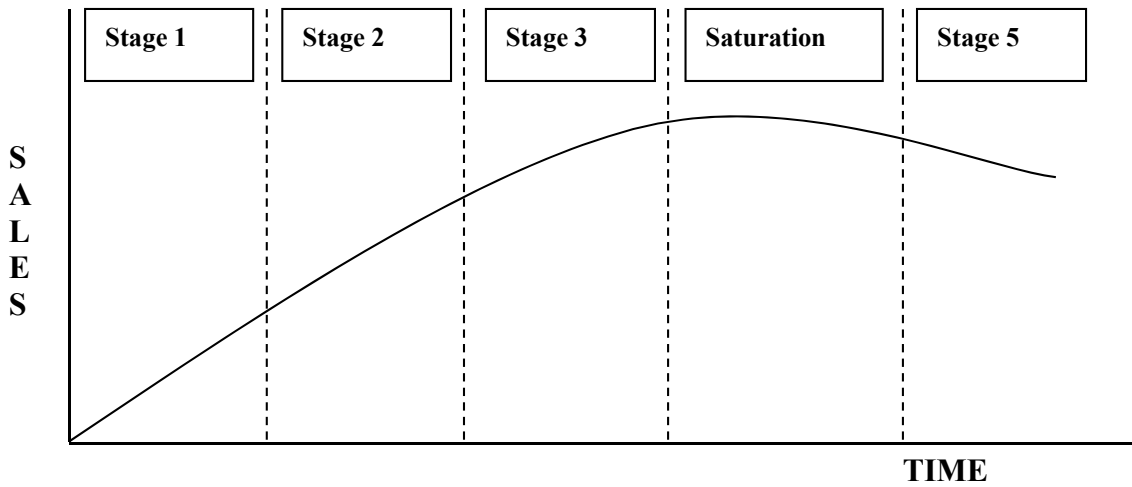 Stage 1
Stage 2
Stage 3
Saturation
Stage 5
S
A
L
E
S
TIME